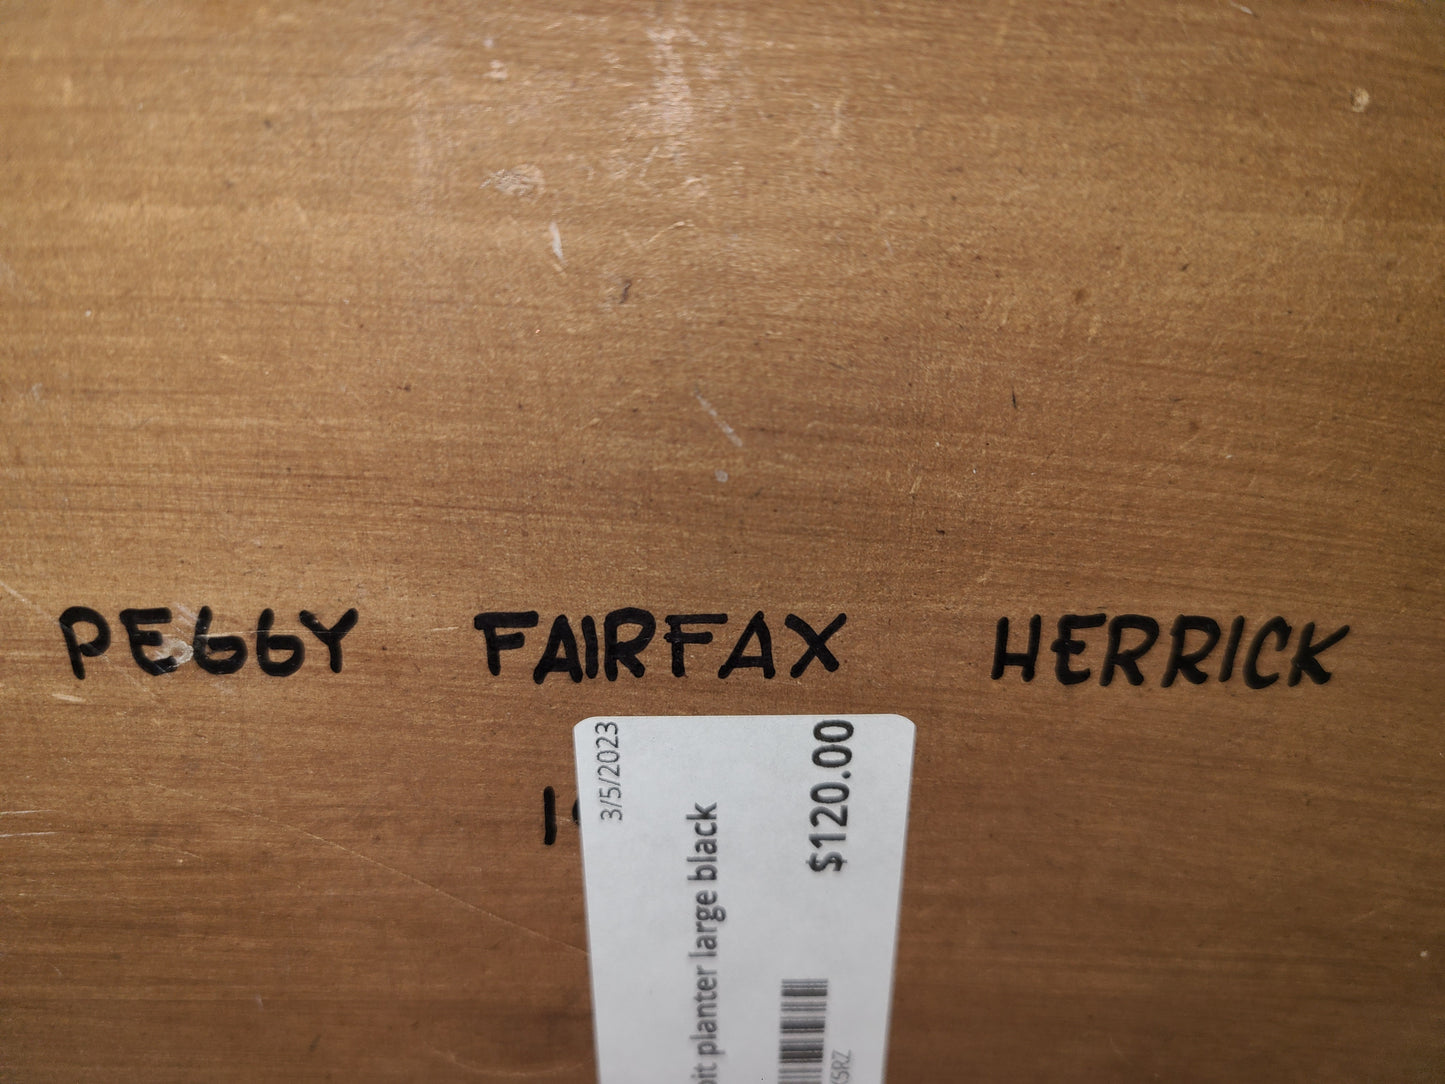 PEGGY FAIRFAX HERRICK
3/5/2023
$120.00
planter large black